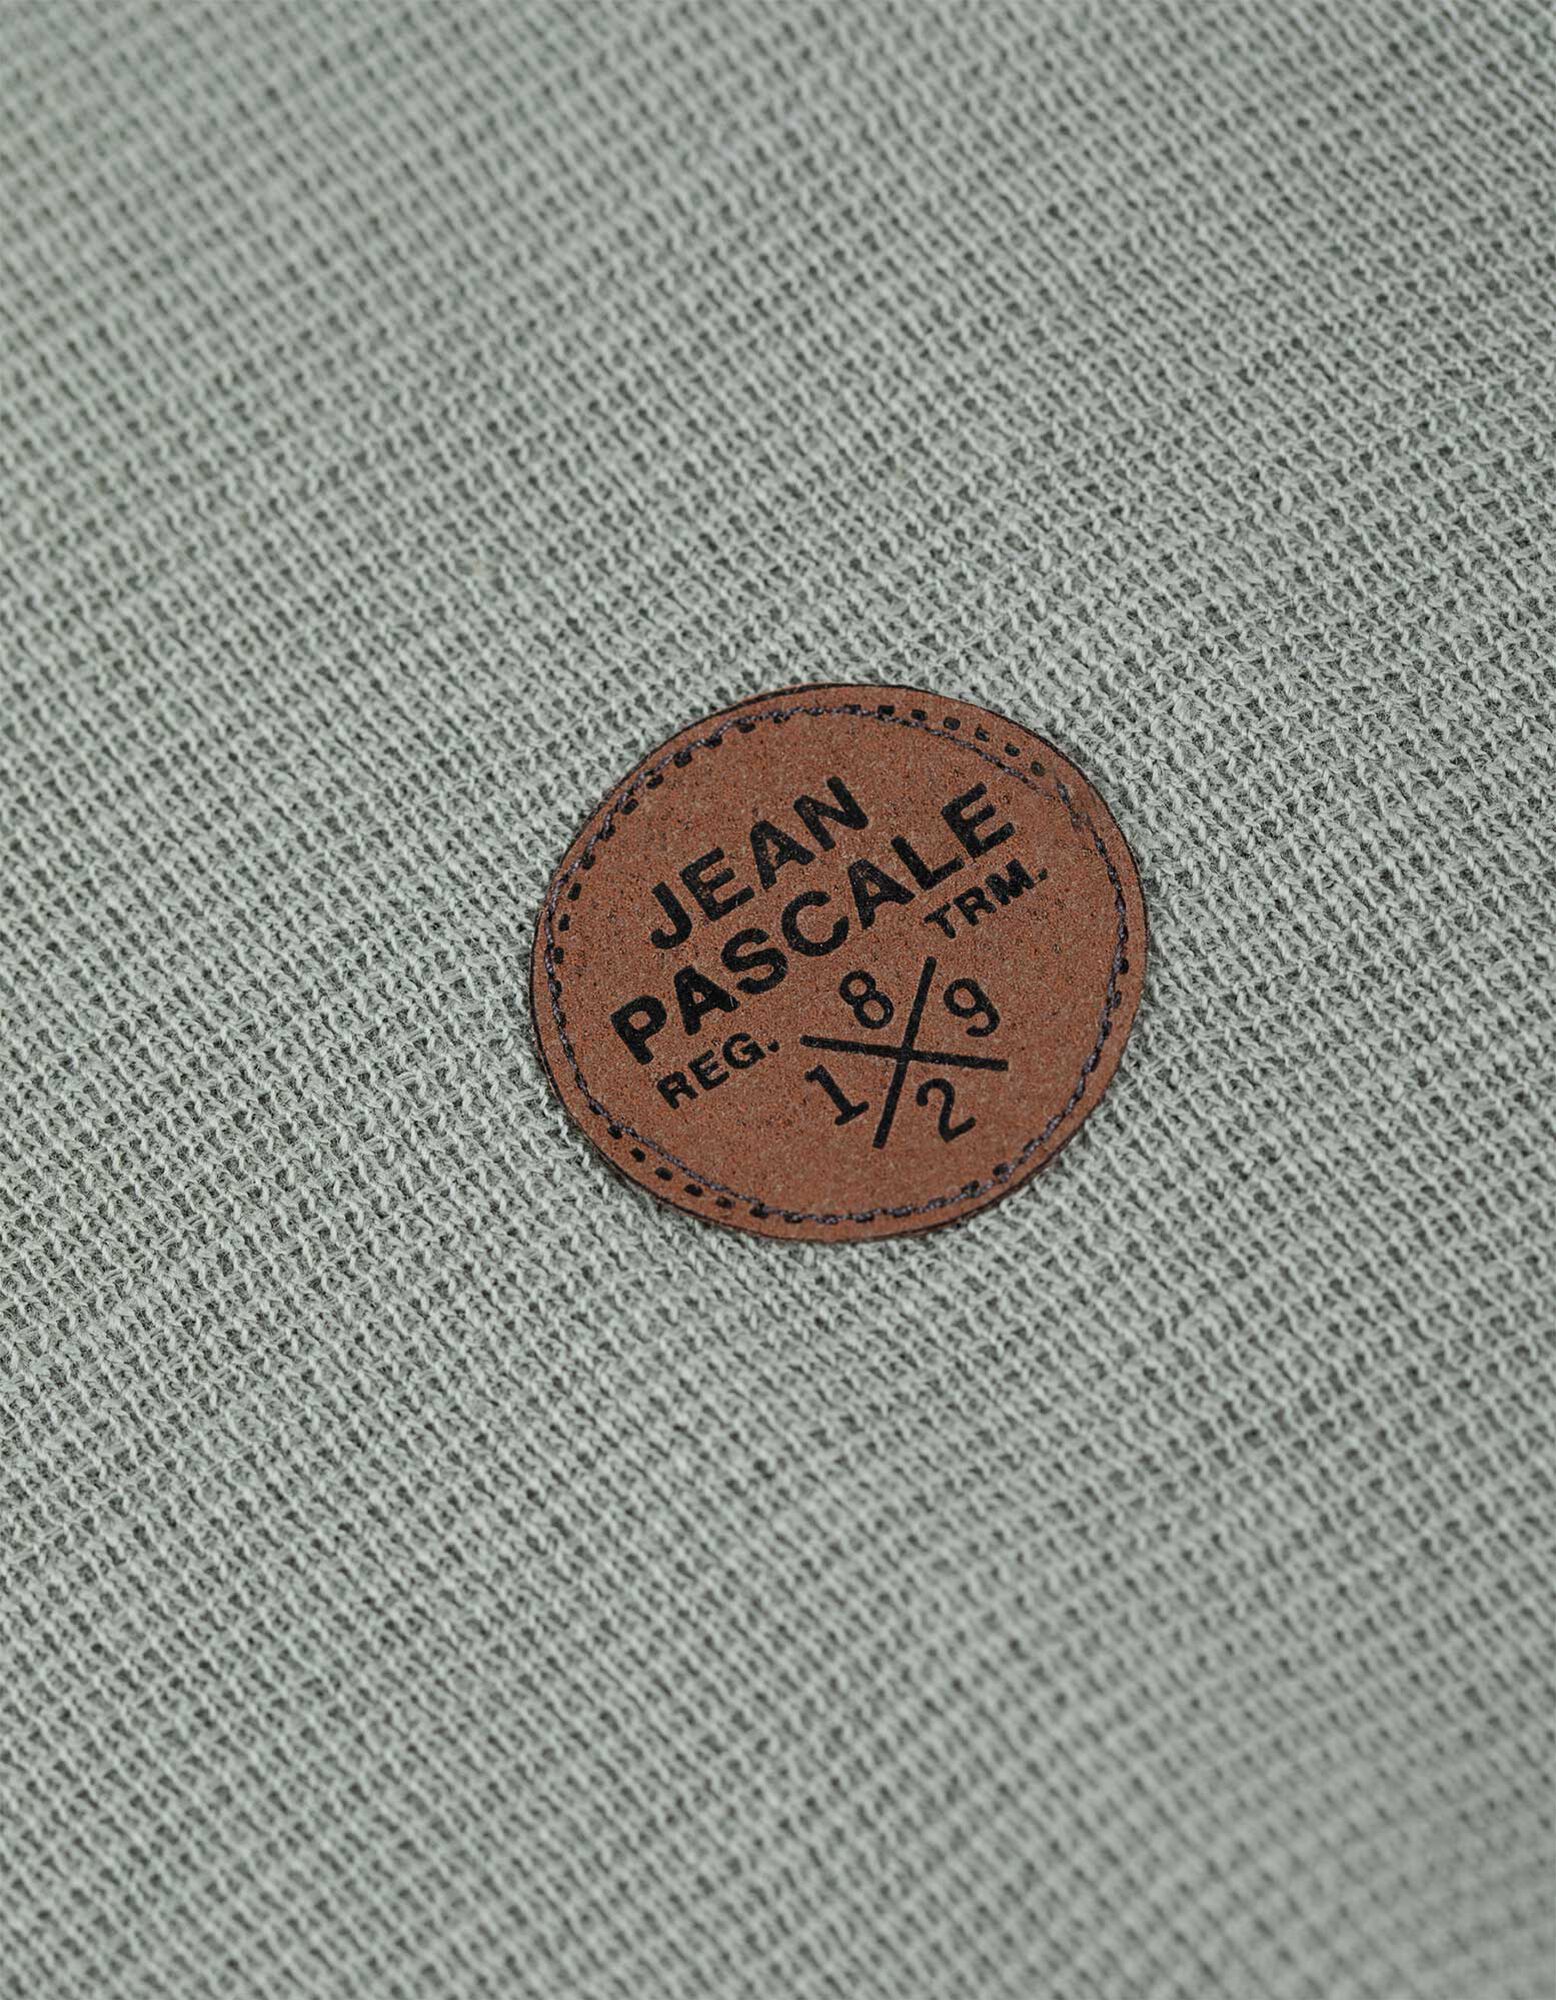 JEAN
PASCALE
REG. TRM.
8 9
1 2